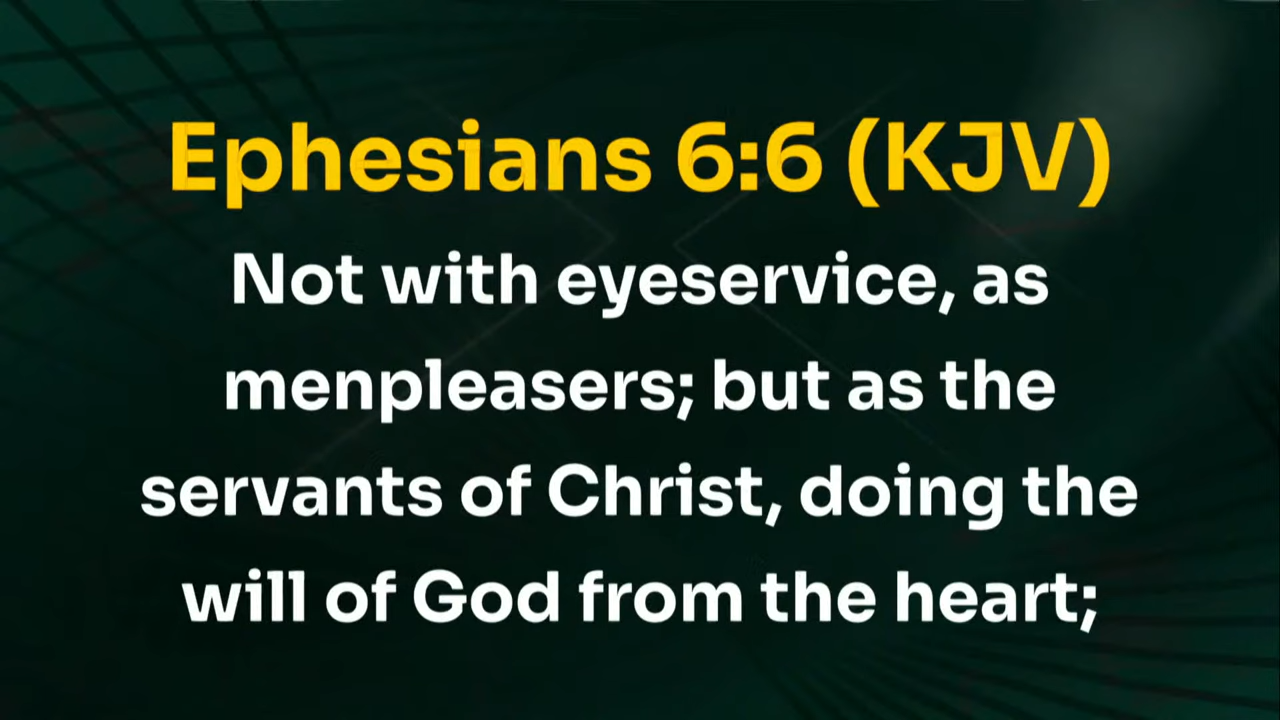 Ephesians 6:6 (KJV)
Not with eyeservice, as
menpleasers; but as the
servants of Christ, doing the
will of God from the heart;